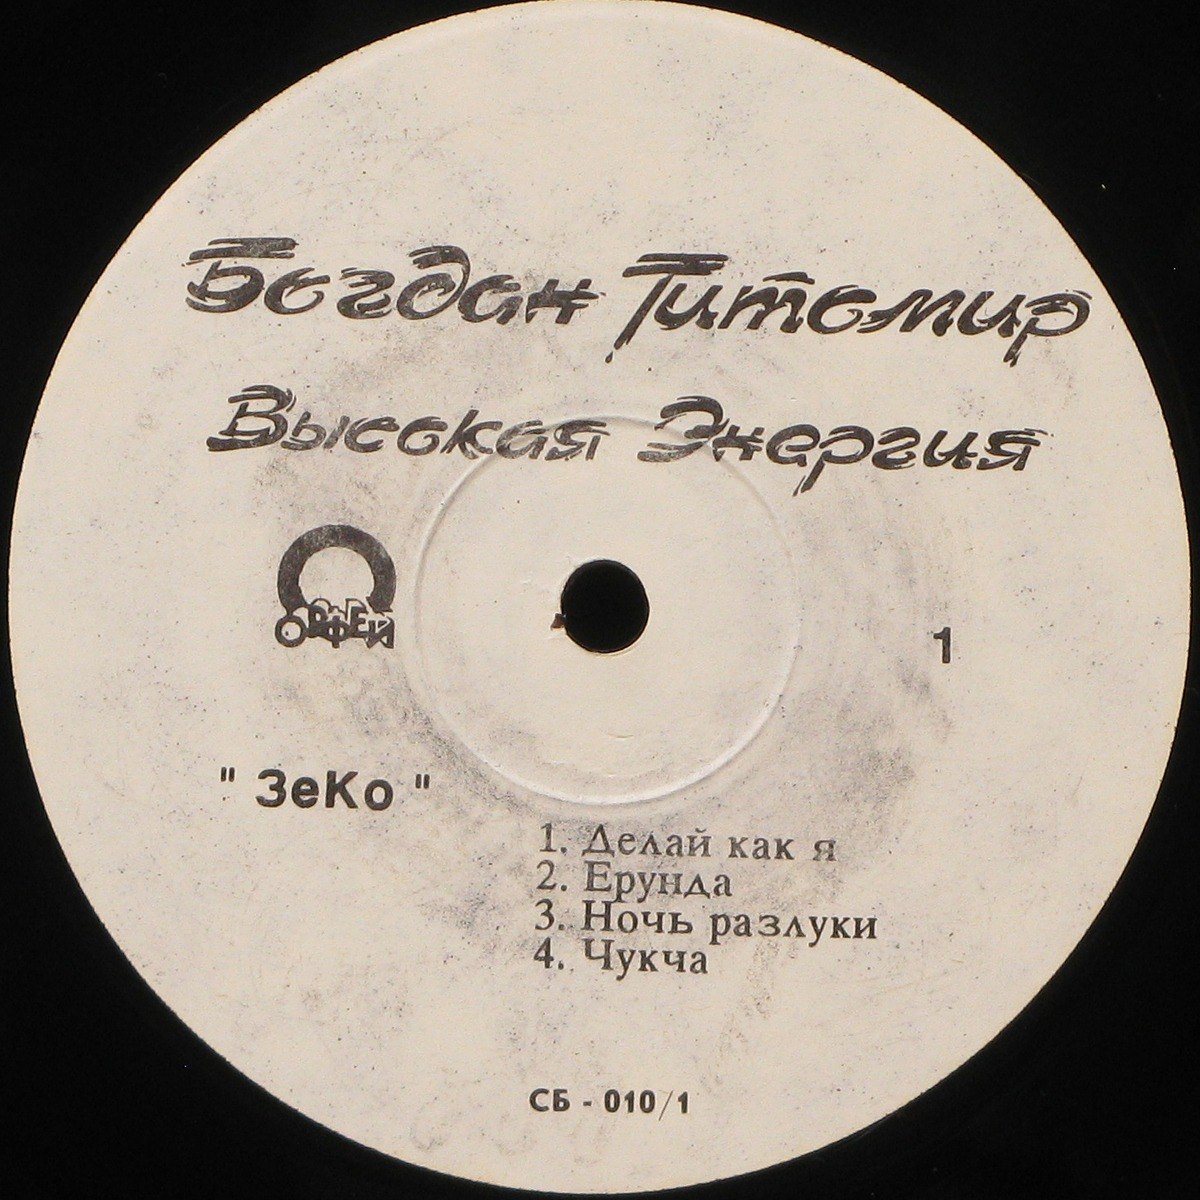 Богдан Титомир
Высокая Энергия
ОРФЕЙ
1
" ЗеКо "
1. Делай как я
2. Ерунда
3. Ночь разлуки
4. Чукча
СБ - 010/1